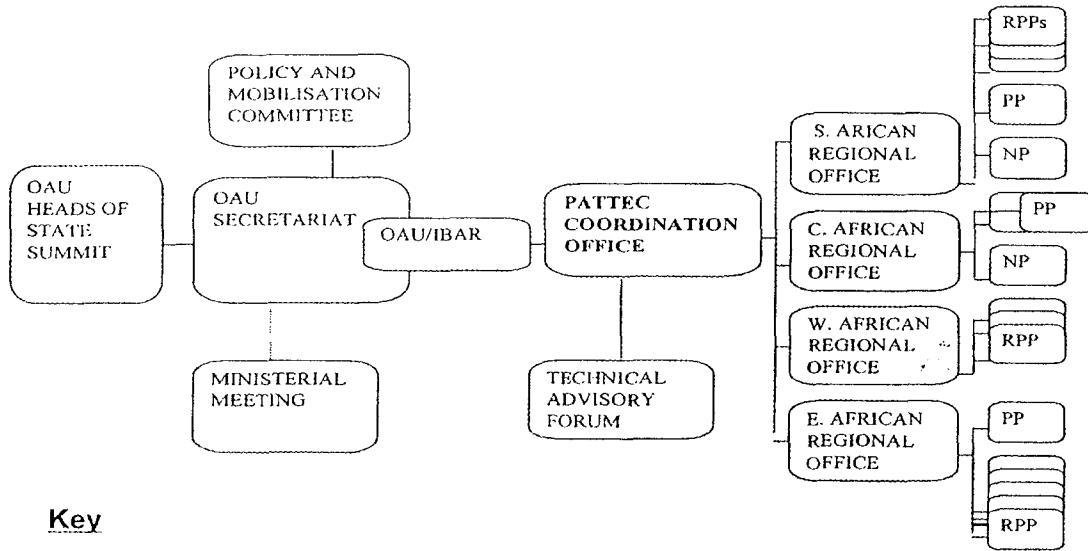 POLICY AND
MOBILISATION
COMMITTEE
OAU
HEADS OF
STATE
SUMMIT
OAU
SECRETARIAT
OAU/IBAR
MINISTERIAL
MEETING
PATTEC
COORDINATION
OFFICE
TECHNICAL
ADVISORY
FORUM
S. ARICAN
REGIONAL
OFFICE
C. AFRICAN
REGIONAL
OFFICE
W. AFRICAN
REGIONAL
OFFICE
E. AFRICAN
REGIONAL
OFFICE
RPPs
PP
NP
PP
NP
RPP
PP
RPP
Key